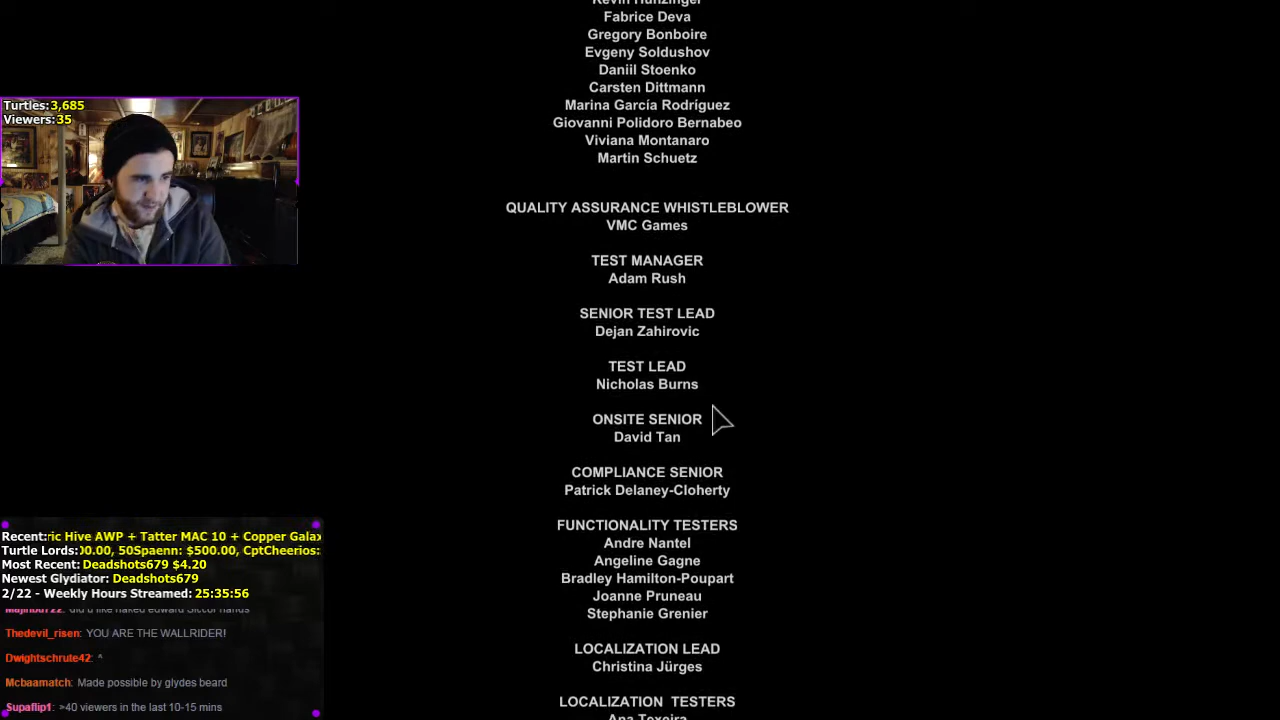 Fabrice Deva
Gregory Bonboire
Evgeny Soldushov
Daniil Stoenko
Carsten Dittmann
Marina García Rodríguez
Giovanni Polidoro Bernabeo
Viviana Montanaro
Martin Schuetz
QUALITY ASSURANCE WHISTLEBLOWER
VMC Games
TEST MANAGER
Adam Rush
SENIOR TEST LEAD
Dejan Zahirovic
TEST LEAD
Nicholas Burns
ONSITE SENIOR
David Tan
COMPLIANCE SENIOR
Patrick Delaney-Cloherty
FUNCTIONALITY TESTERS
Andre Nantel
Angeline Gagne
Bradley Hamilton-Poupart
Joanne Pruneau
Stephanie Grenier
LOCALIZATION LEAD
Christina Jürges
LOCALIZATION TESTERS
Turtles: 3,685
Viewers: 35
Recent: ric Hive AWP + Tatter MAC 10 + Copper Galax
Turtle Lords: 00.00, 50Spaenn: $500.00, CptCheerios:
Most Recent: Deadshots679 $4.20
Newest Glydiator: Deadshots679
2/22 - Weekly Hours Streamed: 25:35:56
Thedevil_risen: YOU ARE THE WALLRIDER!
Dwightschrute42: ^
Mcbaamatch: Made possible by glydes beard
Supaflip1: >40 viewers in the last 10-15 mins